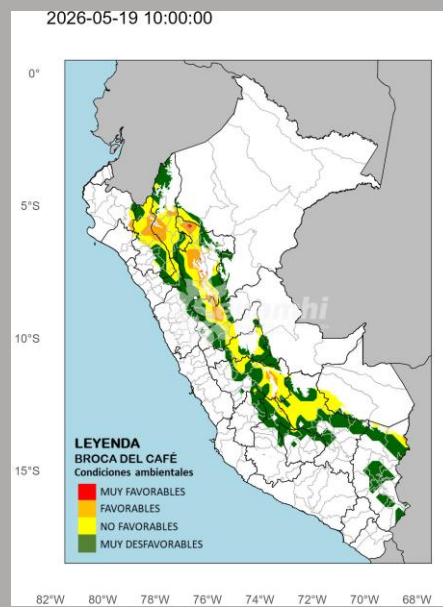 2026-05-19 10:00:00
0°
5°S
10°S
15°S
senamhi
LEYENDA
BROCA DEL CAFÉ
Condiciones ambientales
MUY FAVORABLES
FAVORABLES
NO FAVORABLES
MUY DESFAVORABLES
82°W 80°W 78°W 76°W 74°W 72°W 70°W 68°W